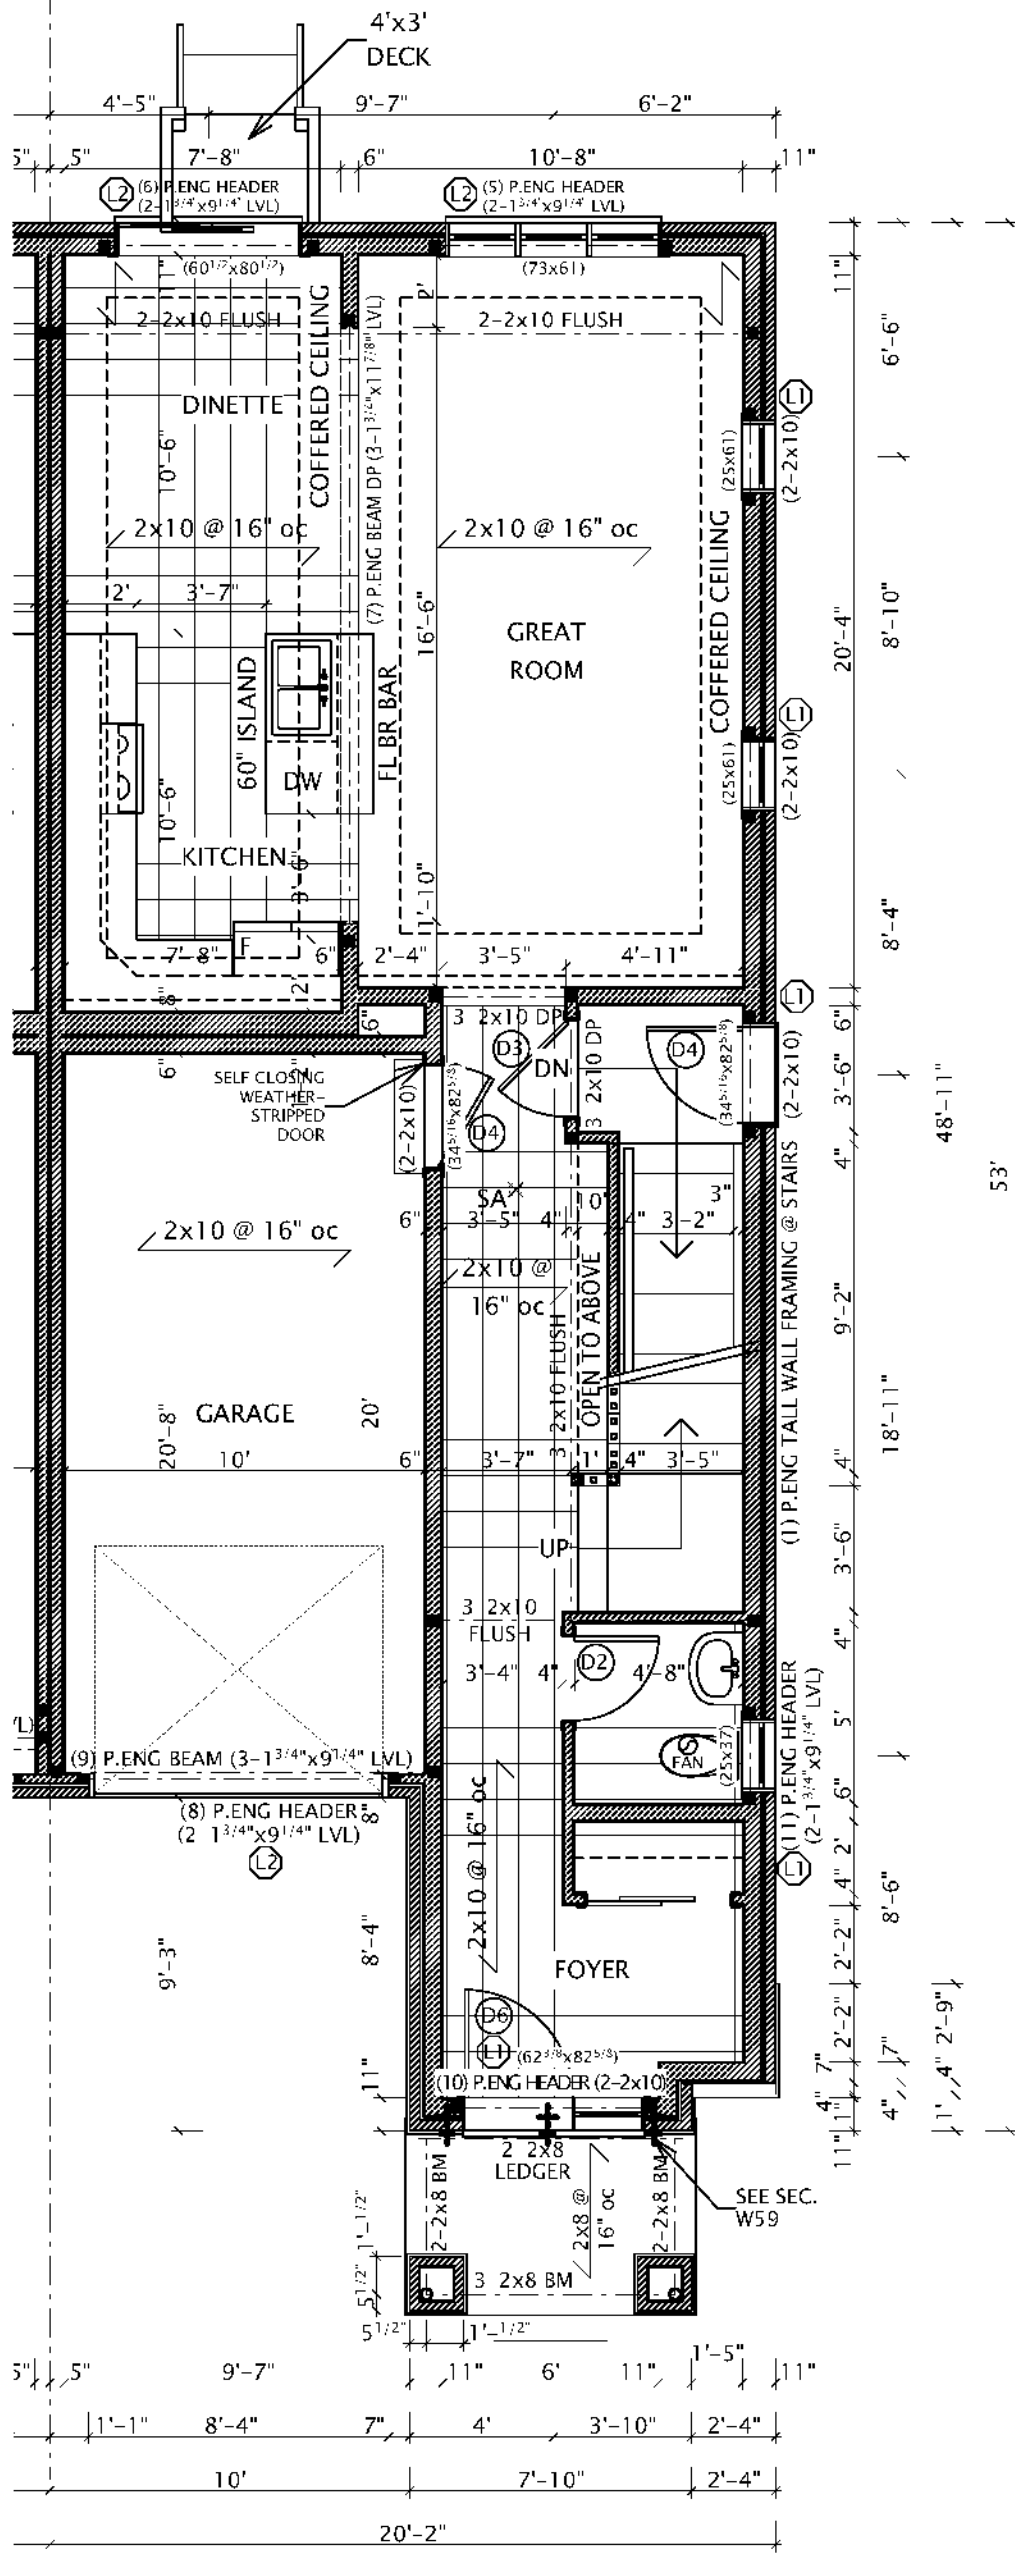 4'x3'
DECK
4'-5" 9'-7" 6'-2"
5" 5" 7'-8" 6" 10'-8" 11"
L2 (6) P.ENG HEADER
(2-1 3/4"x9 1/4" LVL)
L2 (5) P.ENG HEADER
(2-1 3/4"x9 1/4" LVL)
(60 1/2x80 1/2)
(73x61)
11"
2'
11"
2-2x10 FLUSH
2-2x10 FLUSH
6'-6"
COFFERED CEILING
(7) P.ENG BEAM DP (3-1 3/4"x11 7/8" LVL)
DINETTE
L1
10'-6"
(25x61)
(2-2x10)
2x10 @ 16" oc
2x10 @ 16" oc
COFFERED CEILING
2' 3'-7"
16'-6"
GREAT
ROOM
20'-4"
8'-10"
60" ISLAND
FL BR BAR
L1
DW
(25x61)
(2-2x10)
10'-6"
KITCHEN
3'-6"
1'-10"
8'-4"
F
7'-8" 6" 2'-4" 3'-5" 4'-11"
8"
2'
L1
6"
3 2x10 DP
6"
D3
DN
3 2x10 DP
D4
(34 5/16x82 5/8)
(2-2x10)
3'-6"
6"
1'-2"
SELF CLOSING
WEATHER-
STRIPPED
DOOR
(2-2x10)
(34 5/16x82 5/8)
D4
48'-11"
53'
4"
SA
10"
3"
6" 3'-5" 4" 4" 3'-2"
2x10 @ 16" oc
2x10 @
16" oc
3 2x10 FLUSH
OPEN TO ABOVE
(1) P.ENG TALL WALL FRAMING @ STAIRS
9'-2"
18'-11"
GARAGE
20'-8"
20'
10' 6" 3'-7" 1' 4" 3'-5"
4"
UP
3'-6"
3 2x10
FLUSH
D2
4"
3'-4" 4" 4'-8"
(11) P.ENG HEADER
(2-1 3/4"x9 1/4" LVL)
5'
FAN
(25x37)
(9) P.ENG BEAM (3-1 3/4"x9 1/4" LVL)
(8) P.ENG HEADER
(2 1 3/4"x9 1/4" LVL)
L2
8"
6"
L1
2'
4"
8'-6"
2x10 @ 16" oc
9'-3"
8'-4"
FOYER
2'-2"
D6
L1
(62 3/8x82 5/8)
2'-2"
2'-9"
11"
(10) P.ENG HEADER (2-2x10)
7" 7" 4"
4" 4" 1'
11"
11"
2 2x8
LEDGER
2-2x8 BM
2x8 @
16" oc
2-2x8 BM
SEE SEC.
W59
1'-1/2"
5 1/2"
3 2x8 BM
5 1/2" 1'-1/2"
1'-5"
5" 5" 9'-7" 11" 6' 11" 11"
1'-1" 8'-4" 7" 4' 3'-10" 2'-4"
10' 7'-10" 2'-4"
20'-2"